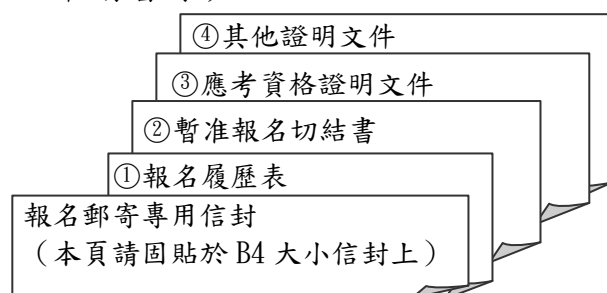 ④其他證明文件
③應考資格證明文件
②暫准報名切結書
①報名履歷表
報名郵寄專用信封
（本頁請固貼於 B4 大小信封上）